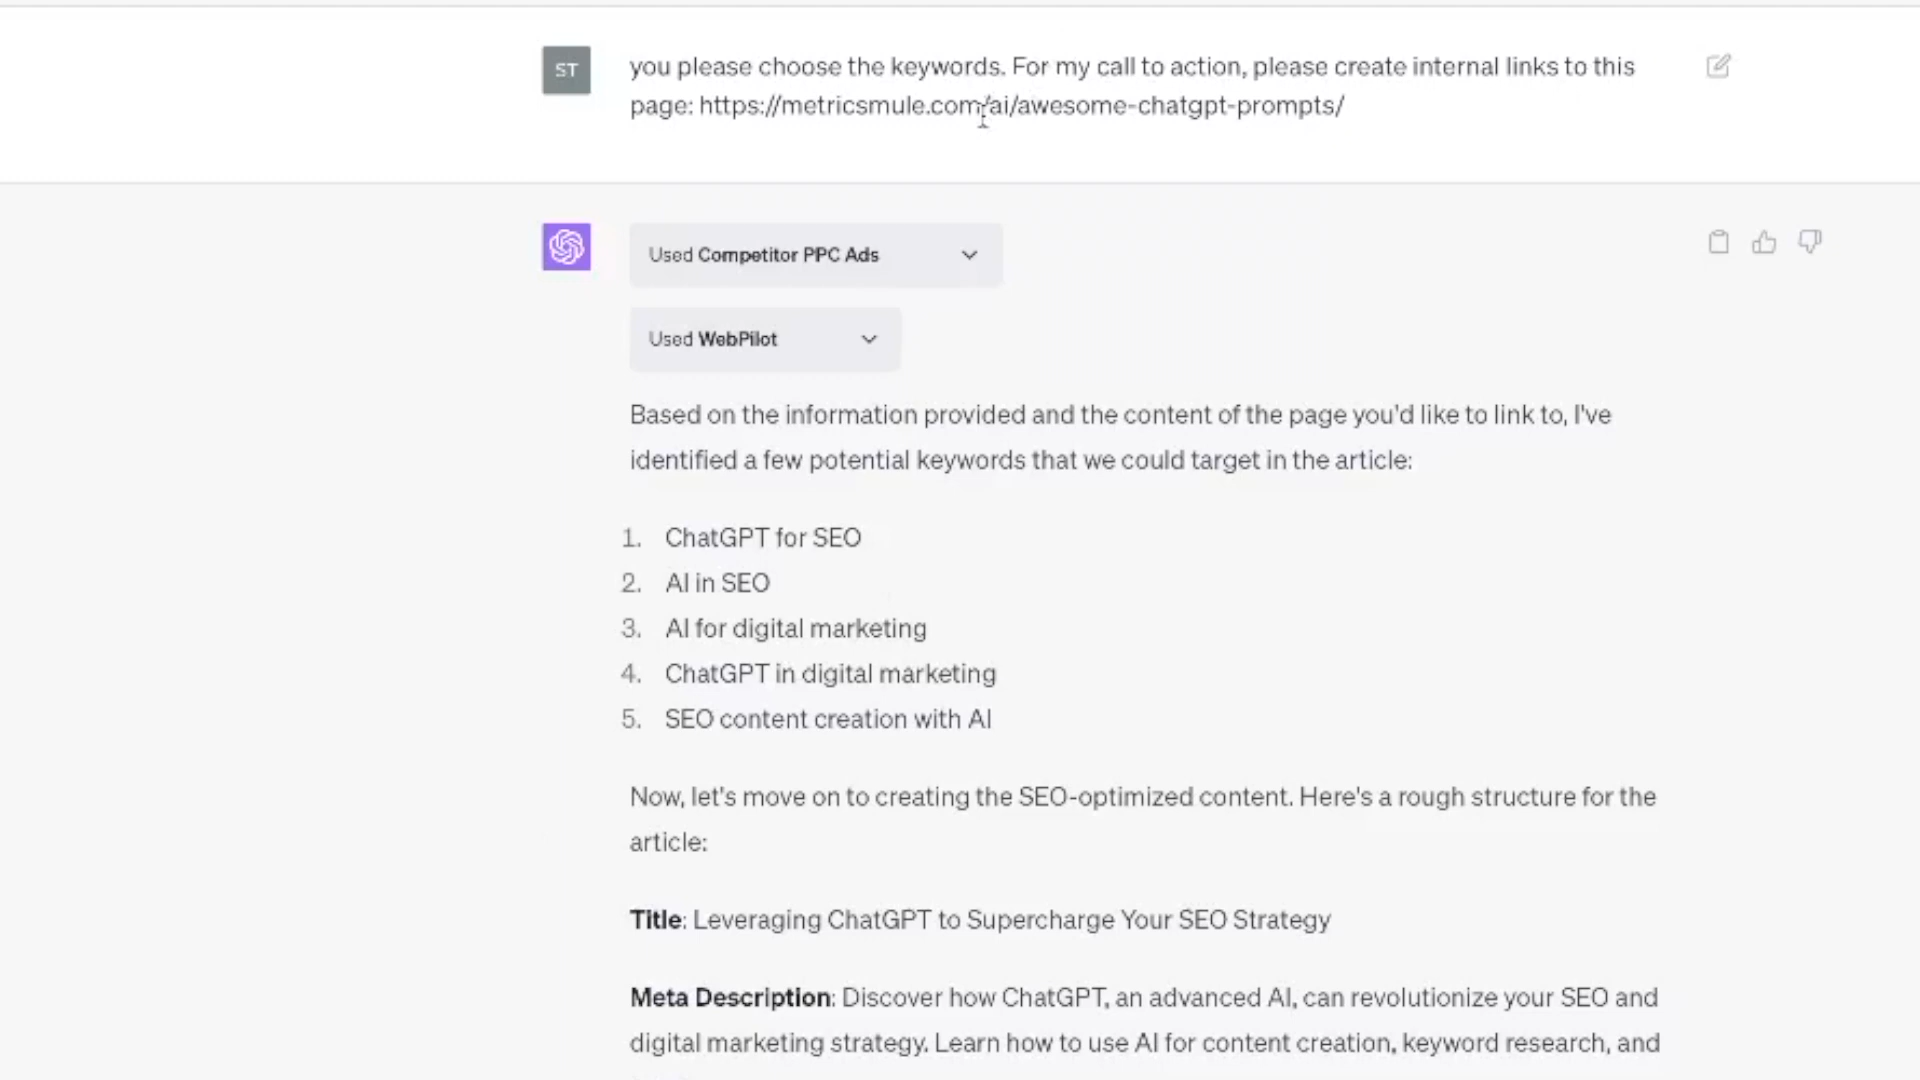 ST
you please choose the keywords. For my call to action, please create internal links to this
page: https://metricsmule.com/ai/awesome-chatgpt-prompts/
Used Competitor PPC Ads
Used WebPilot
Based on the information provided and the content of the page you'd like to link to, I've
identified a few potential keywords that we could target in the article:
1. ChatGPT for SEO
2. AI in SEO
3. AI for digital marketing
4. ChatGPT in digital marketing
5. SEO content creation with AI
Now, let's move on to creating the SEO-optimized content. Here's a rough structure for the
article:
Title: Leveraging ChatGPT to Supercharge Your SEO Strategy
Meta Description: Discover how ChatGPT, an advanced AI, can revolutionize your SEO and
digital marketing strategy. Learn how to use AI for content creation, keyword research, and